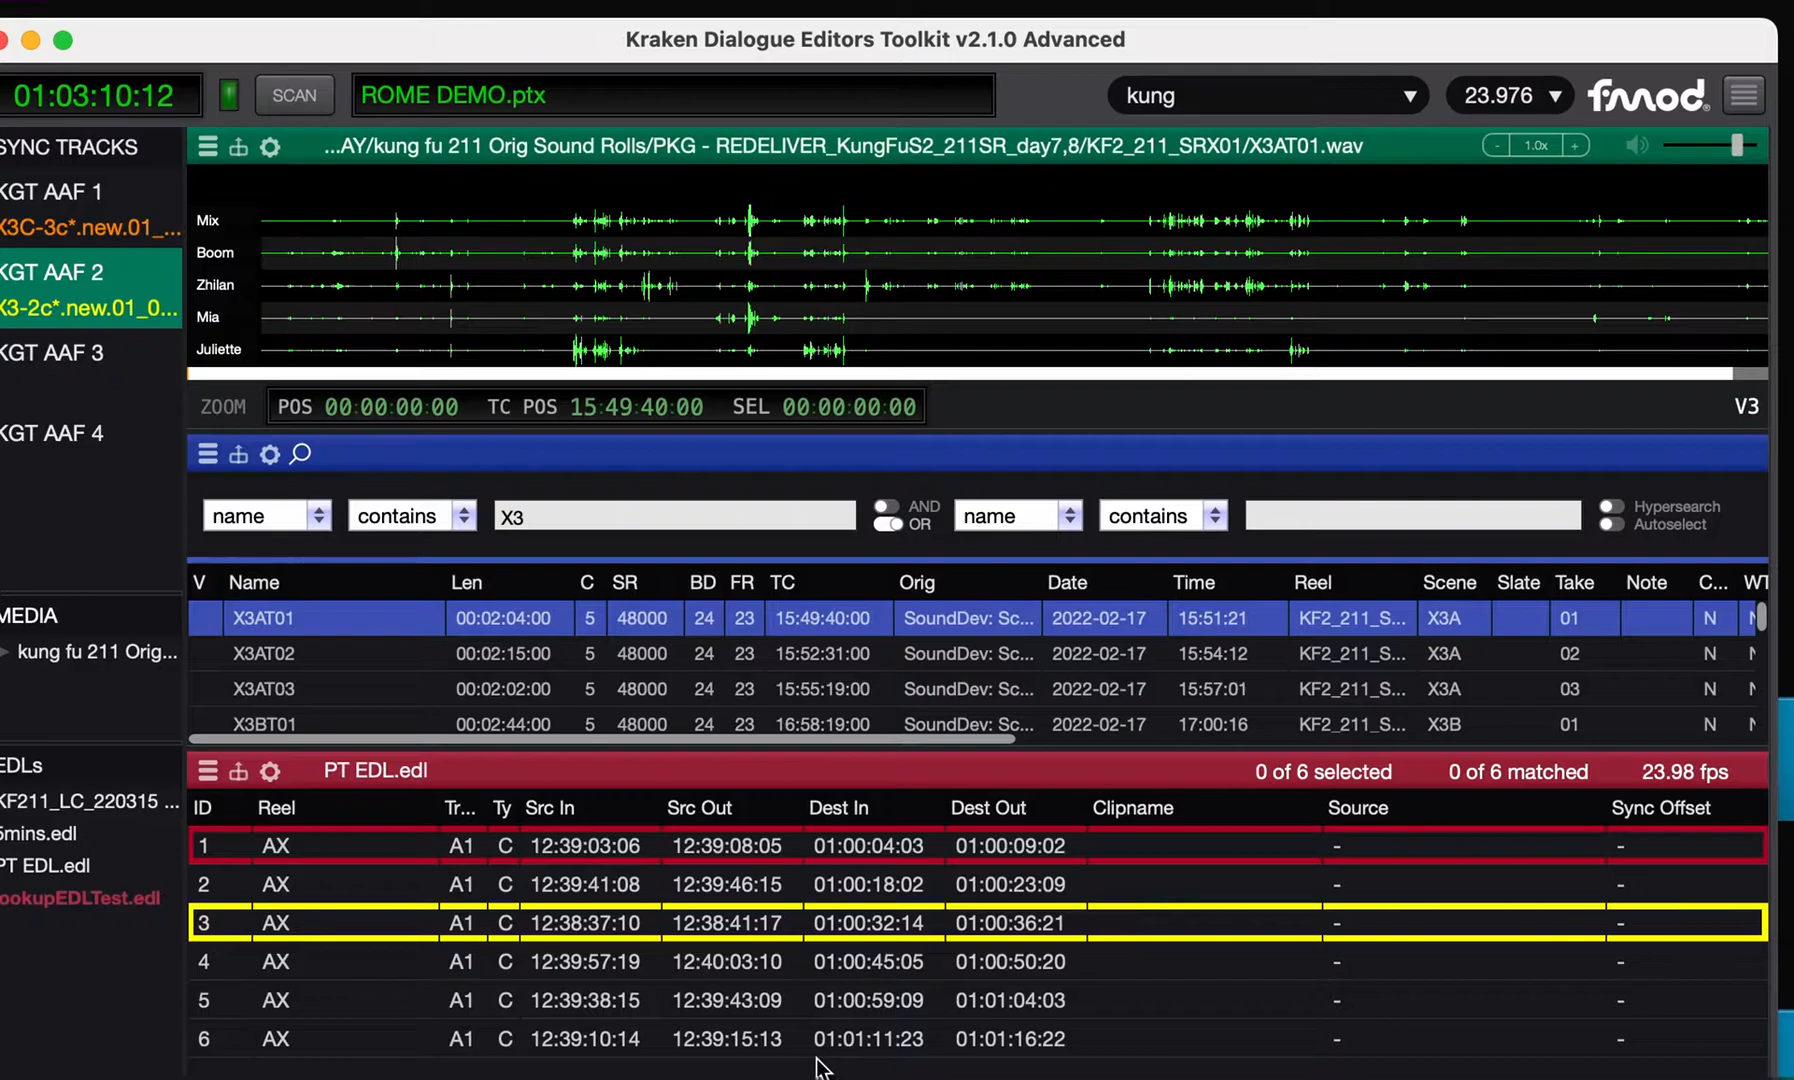 Kraken Dialogue Editors Toolkit v2.1.0 Advanced
01:03:10:12 SCAN ROME DEMO.ptx kung 23.976 fmod
SYNC TRACKS
KGT AAF 1
X3C-3c*.new.01_...
KGT AAF 2
X3-2c*.new.01_0...
KGT AAF 3
KGT AAF 4
MEDIA
kung fu 211 Orig...
EDLs
KF211_LC_220315 ...
5mins.edl
PT EDL.edl
ookupEDLTest.edl
...AY/kung fu 211 Orig Sound Rolls/PKG - REDELIVER_KungFuS2_211SR_day7,8/KF2_211_SRX01/X3AT01.wav - 1.0x +
Mix
Boom
Zhilan
Mia
Juliette
ZOOM POS 00:00:00:00 TC POS 15:49:40:00 SEL 00:00:00:00 V3
name contains X3 AND OR name contains Hypersearch Autoselect
V Name Len C SR BD FR TC Orig Date Time Reel Scene Slate Take Note C... WT
X3AT01 00:02:04:00 5 48000 24 23 15:49:40:00 SoundDev: Sc... 2022-02-17 15:51:21 KF2_211_S... X3A 01 N N
X3AT02 00:02:15:00 5 48000 24 23 15:52:31:00 SoundDev: Sc... 2022-02-17 15:54:12 KF2_211_S... X3A 02 N N
X3AT03 00:02:02:00 5 48000 24 23 15:55:19:00 SoundDev: Sc... 2022-02-17 15:57:01 KF2_211_S... X3A 03 N N
X3BT01 00:02:44:00 5 48000 24 23 16:58:19:00 SoundDev: Sc... 2022-02-17 17:00:16 KF2_211_S... X3B 01 N N
PT EDL.edl 0 of 6 selected 0 of 6 matched 23.98 fps
ID Reel Tr... Ty Src In Src Out Dest In Dest Out Clipname Source Sync Offset
1 AX A1 C 12:39:03:06 12:39:08:05 01:00:04:03 01:00:09:02 - -
2 AX A1 C 12:39:41:08 12:39:46:15 01:00:18:02 01:00:23:09 - -
3 AX A1 C 12:38:37:10 12:38:41:17 01:00:32:14 01:00:36:21 - -
4 AX A1 C 12:39:57:19 12:40:03:10 01:00:45:05 01:00:50:20 - -
5 AX A1 C 12:39:38:15 12:39:43:09 01:00:59:09 01:01:04:03 - -
6 AX A1 C 12:39:10:14 12:39:15:13 01:01:11:23 01:01:16:22 - -